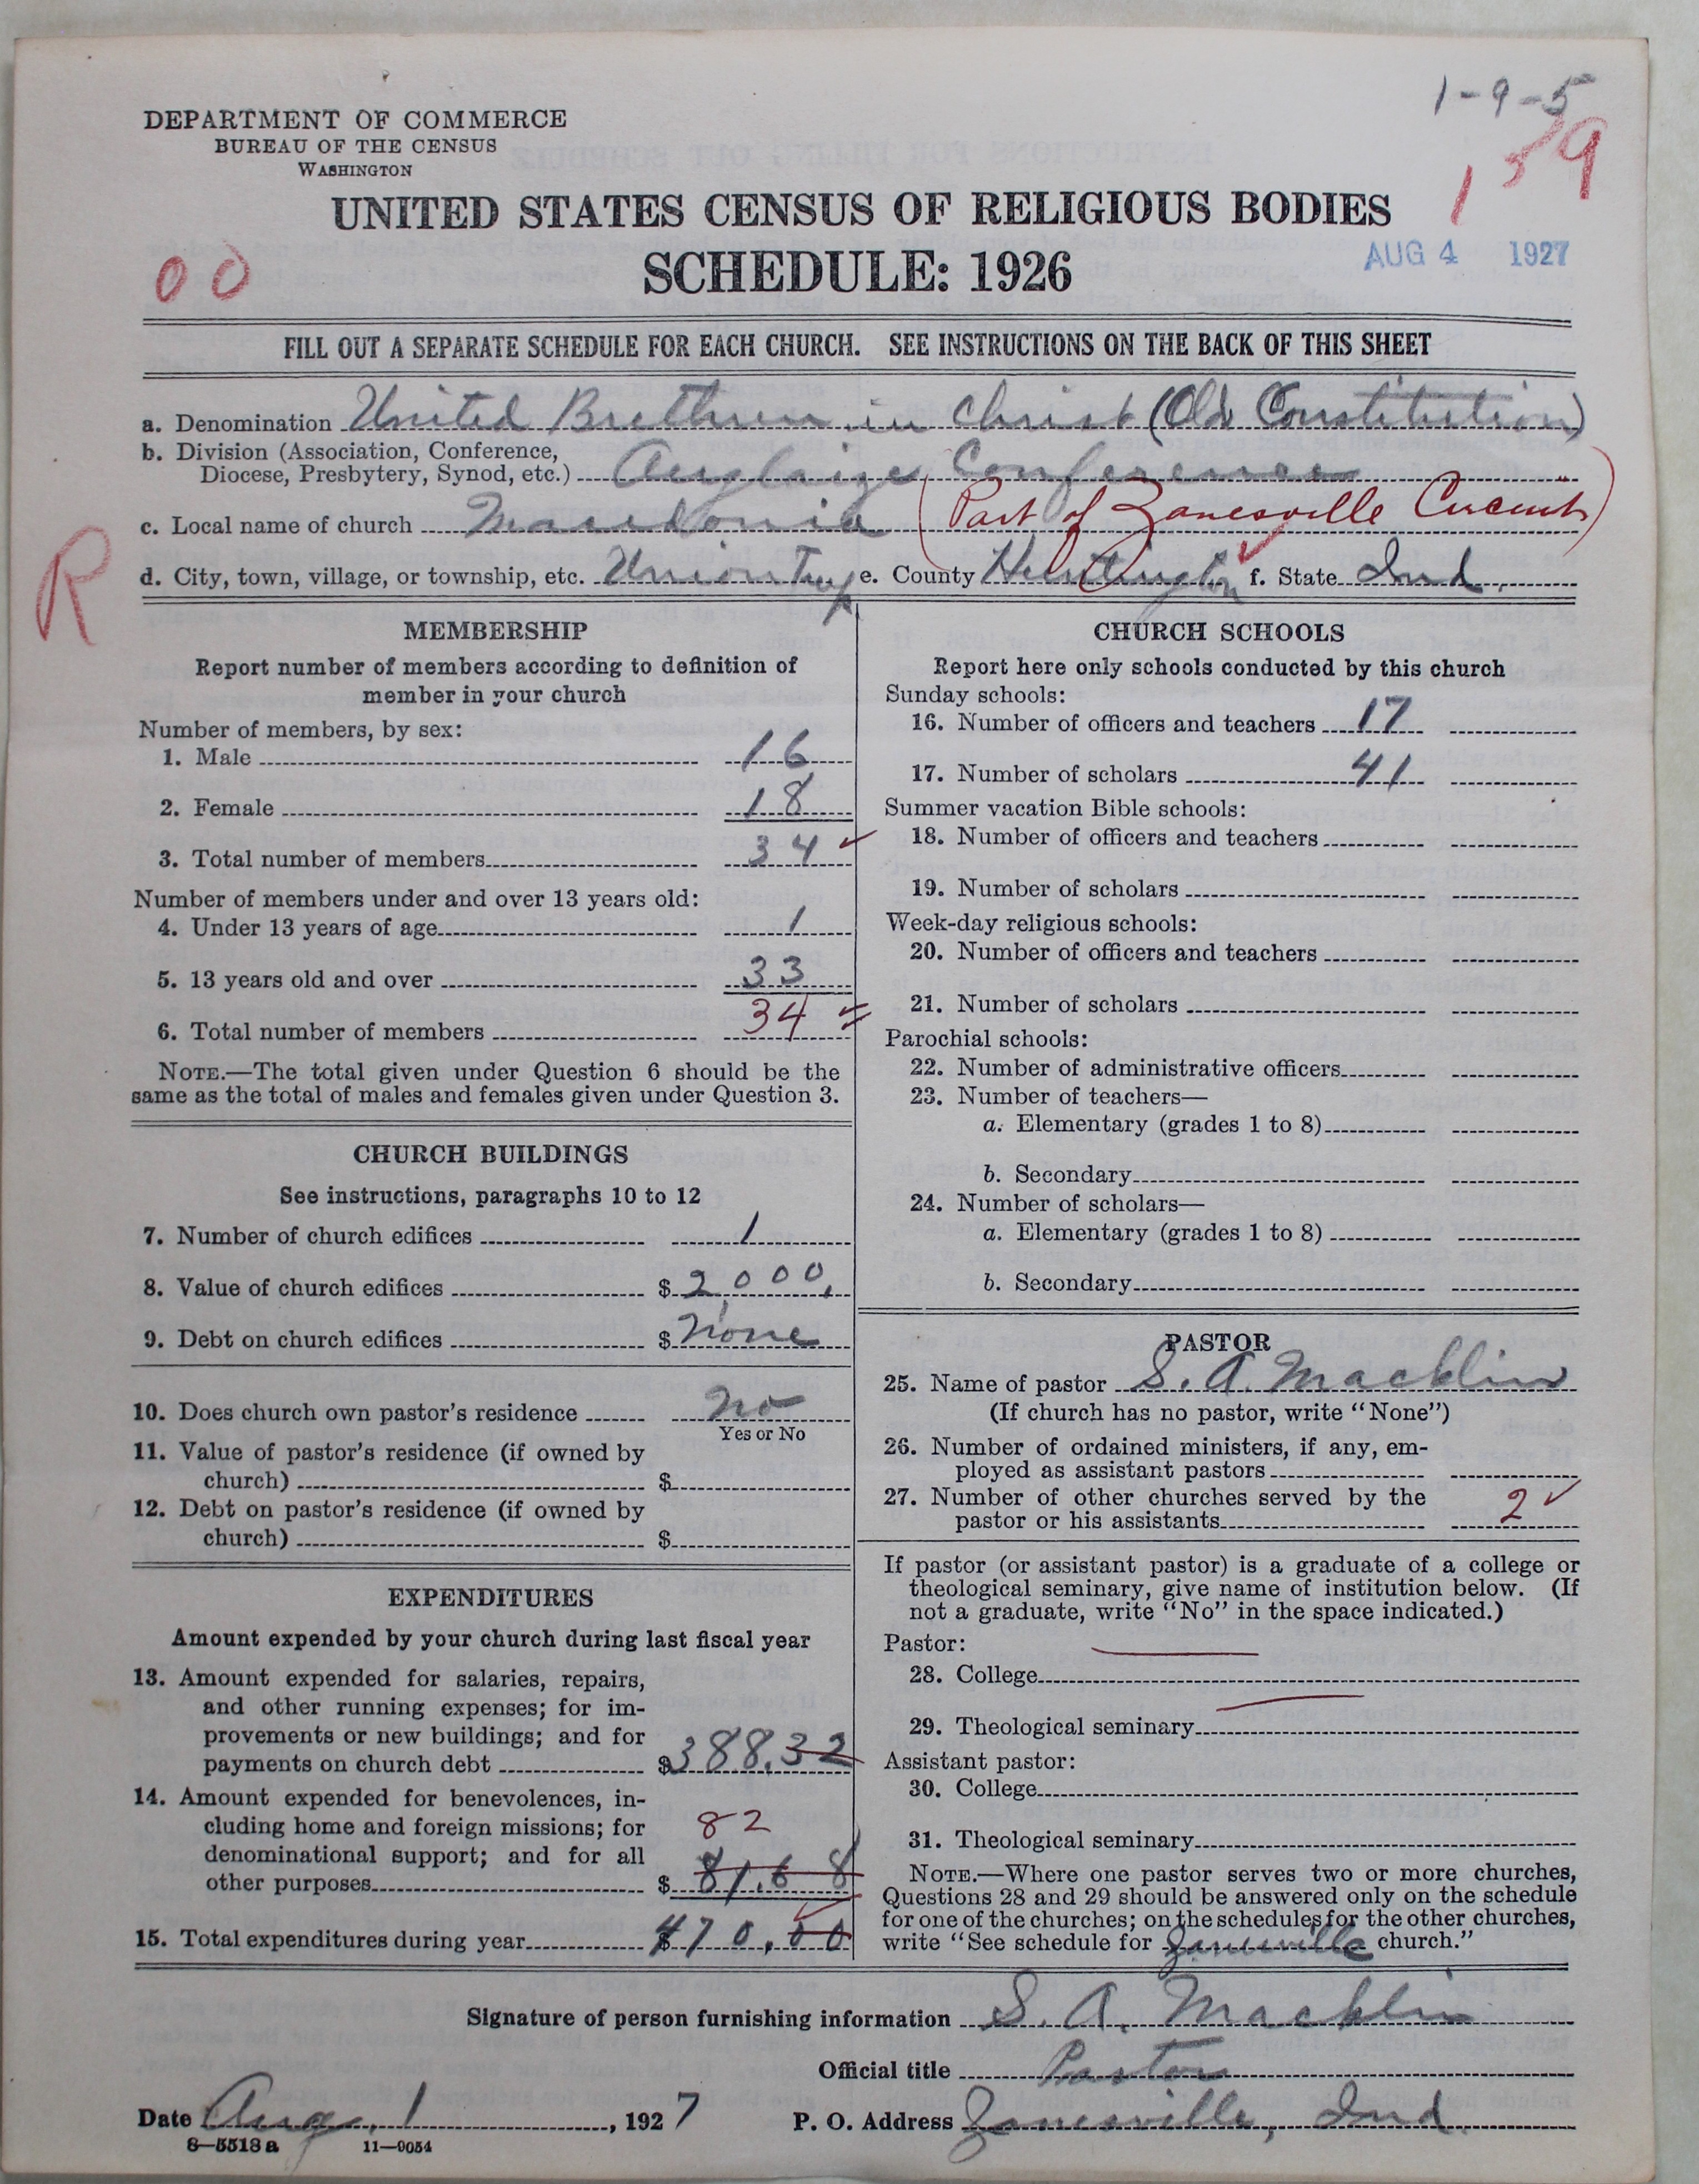 1-9-5
DEPARTMENT OF COMMERCE
BUREAU OF THE CENSUS
WASHINGTON
159
UNITED STATES CENSUS OF RELIGIOUS BODIES
00
SCHEDULE: 1926
AUG 4 1927
FILL OUT A SEPARATE SCHEDULE FOR EACH CHURCH. SEE INSTRUCTIONS ON THE BACK OF THIS SHEET
a. Denomination United Brethren in Christ (Old Constitution)
b. Division (Association, Conference,
Diocese, Presbytery, Synod, etc.) Auglaize Conference
c. Local name of church Macedonia (Part of Zanesville Circuit)
R
d. City, town, village, or township, etc. Union Twp e. County Huntington f. State Ind.
MEMBERSHIP
Report number of members according to definition of
member in your church
Number of members, by sex:
1. Male 16
2. Female 18
3. Total number of members 34 ✓
Number of members under and over 13 years old:
4. Under 13 years of age 1
5. 13 years old and over 33
6. Total number of members 34
NOTE.—The total given under Question 6 should be the
same as the total of males and females given under Question 3.
CHURCH BUILDINGS
See instructions, paragraphs 10 to 12
7. Number of church edifices 1
8. Value of church edifices $ 2,000,
9. Debt on church edifices $ None
10. Does church own pastor's residence No
Yes or No
11. Value of pastor's residence (if owned by
church) $
12. Debt on pastor's residence (if owned by
church) $
EXPENDITURES
Amount expended by your church during last fiscal year
13. Amount expended for salaries, repairs,
and other running expenses; for im-
provements or new buildings; and for
payments on church debt $ 388.32
14. Amount expended for benevolences, in-
cluding home and foreign missions; for 82
denominational support; and for all
other purposes $ 81.68
15. Total expenditures during year $ 470.00
CHURCH SCHOOLS
Report here only schools conducted by this church
Sunday schools:
16. Number of officers and teachers 17
17. Number of scholars 41
Summer vacation Bible schools:
18. Number of officers and teachers
19. Number of scholars
Week-day religious schools:
20. Number of officers and teachers
21. Number of scholars
Parochial schools:
22. Number of administrative officers
23. Number of teachers—
a. Elementary (grades 1 to 8)
b. Secondary
24. Number of scholars—
a. Elementary (grades 1 to 8)
b. Secondary
PASTOR
25. Name of pastor S. A. Macklin
(If church has no pastor, write "None")
26. Number of ordained ministers, if any, em-
ployed as assistant pastors
27. Number of other churches served by the
pastor or his assistants 2 ✓
If pastor (or assistant pastor) is a graduate of a college or
theological seminary, give name of institution below. (If
not a graduate, write "No" in the space indicated.)
Pastor:
28. College
29. Theological seminary
Assistant pastor:
30. College
31. Theological seminary
NOTE.—Where one pastor serves two or more churches,
Questions 28 and 29 should be answered only on the schedule
for one of the churches; on the schedules for the other churches,
write "See schedule for Zanesville church."
Signature of person furnishing information S. A. Macklin
Official title Pastor
Date Aug. 1, 1927 P. O. Address Zanesville, Ind.
8—5518 a 11—9054